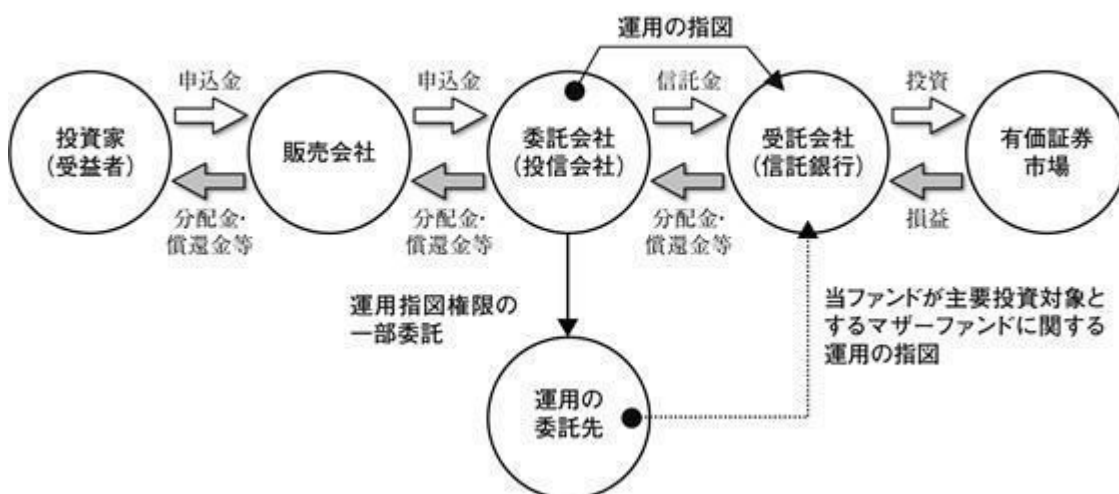 運用の指図
申込金
申込金
信託金
投資
投資家
(受益者)
販売会社
委託会社
(投信会社)
受託会社
(信託銀行)
有価証券
市場
分配金・
償還金等
分配金・
償還金等
分配金・
償還金等
損益
運用指図権限の
一部委託
当ファンドが主要投資対象と
するマザーファンドに関する
運用の指図
運用の
委託先